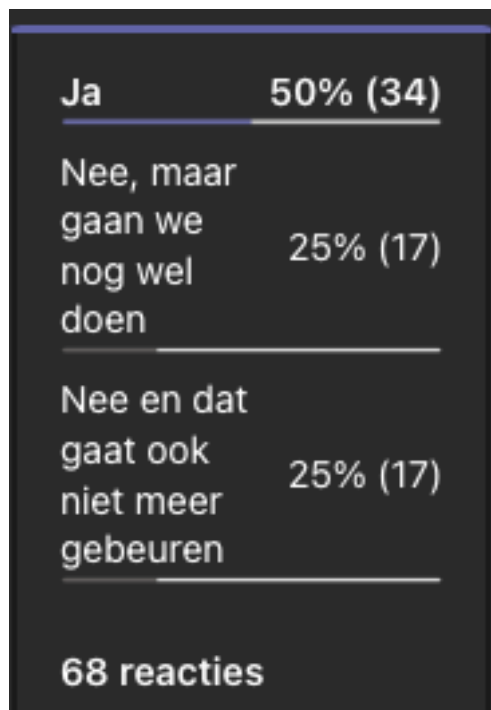 Ja 50% (34)
Nee, maar
gaan we
nog wel
doen
25% (17)
Nee en dat
gaat ook
niet meer
gebeuren
25% (17)
68 reacties